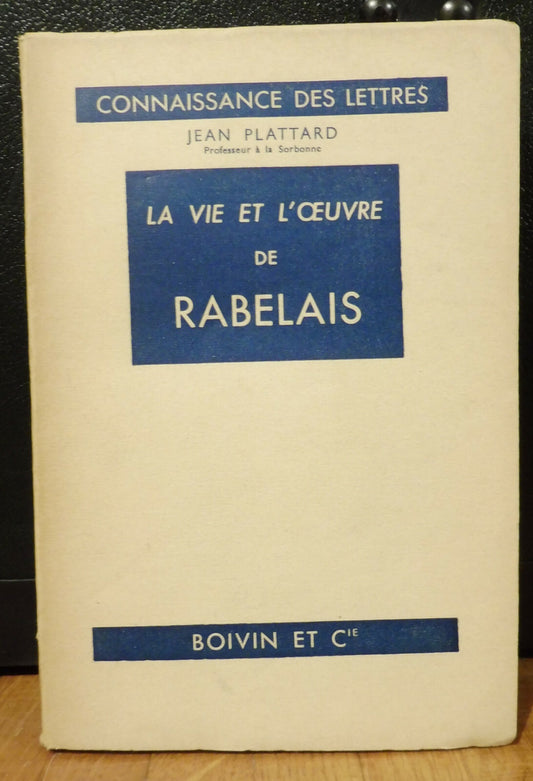 CONNAISSANCE DES LETTRES
JEAN PLATTARD
Professeur à la Sorbonne
LA VIE ET L'ŒUVRE
DE
RABELAIS
BOIVIN ET CIE